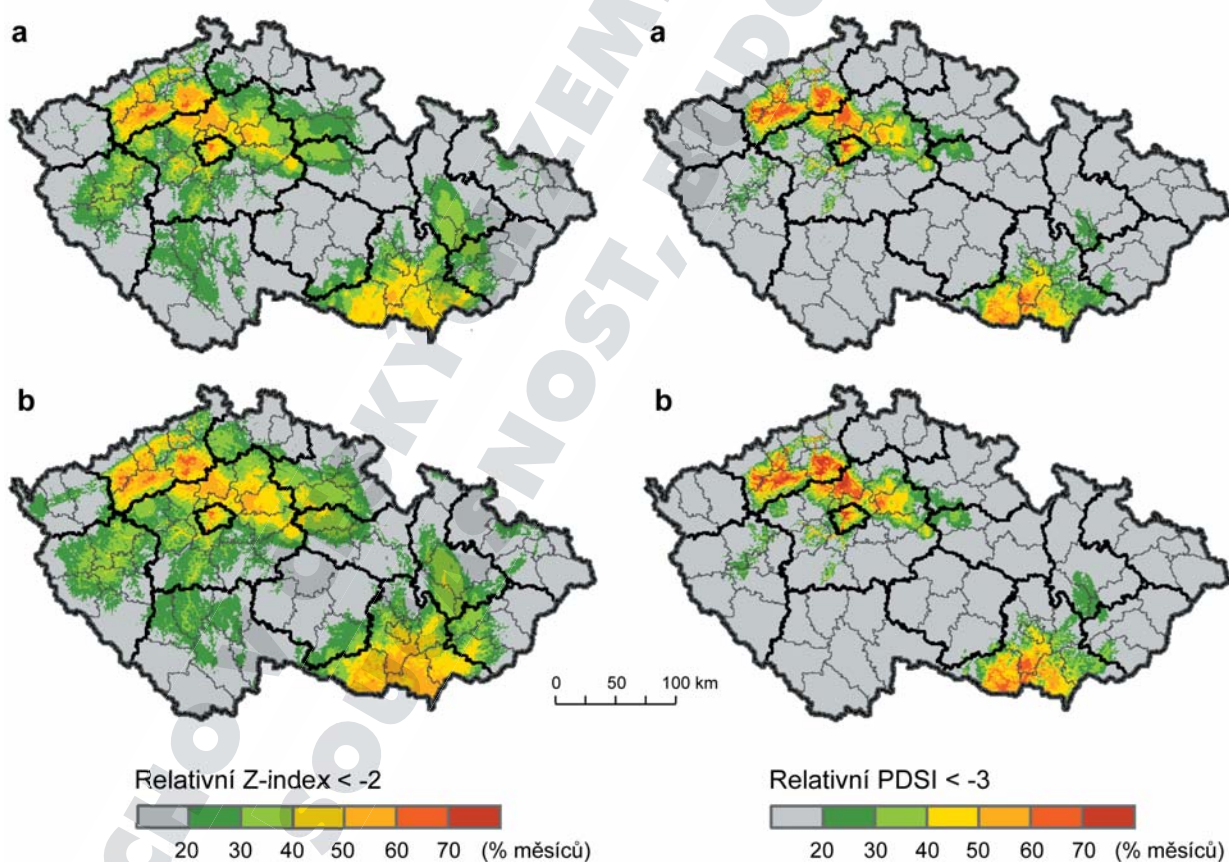 a
a
b
b
0 50 100 km
Relativní Z-index < -2
20 30 40 50 60 70 (% měsíců)
Relativní PDSI < -3
20 30 40 50 60 70 (% měsíců)